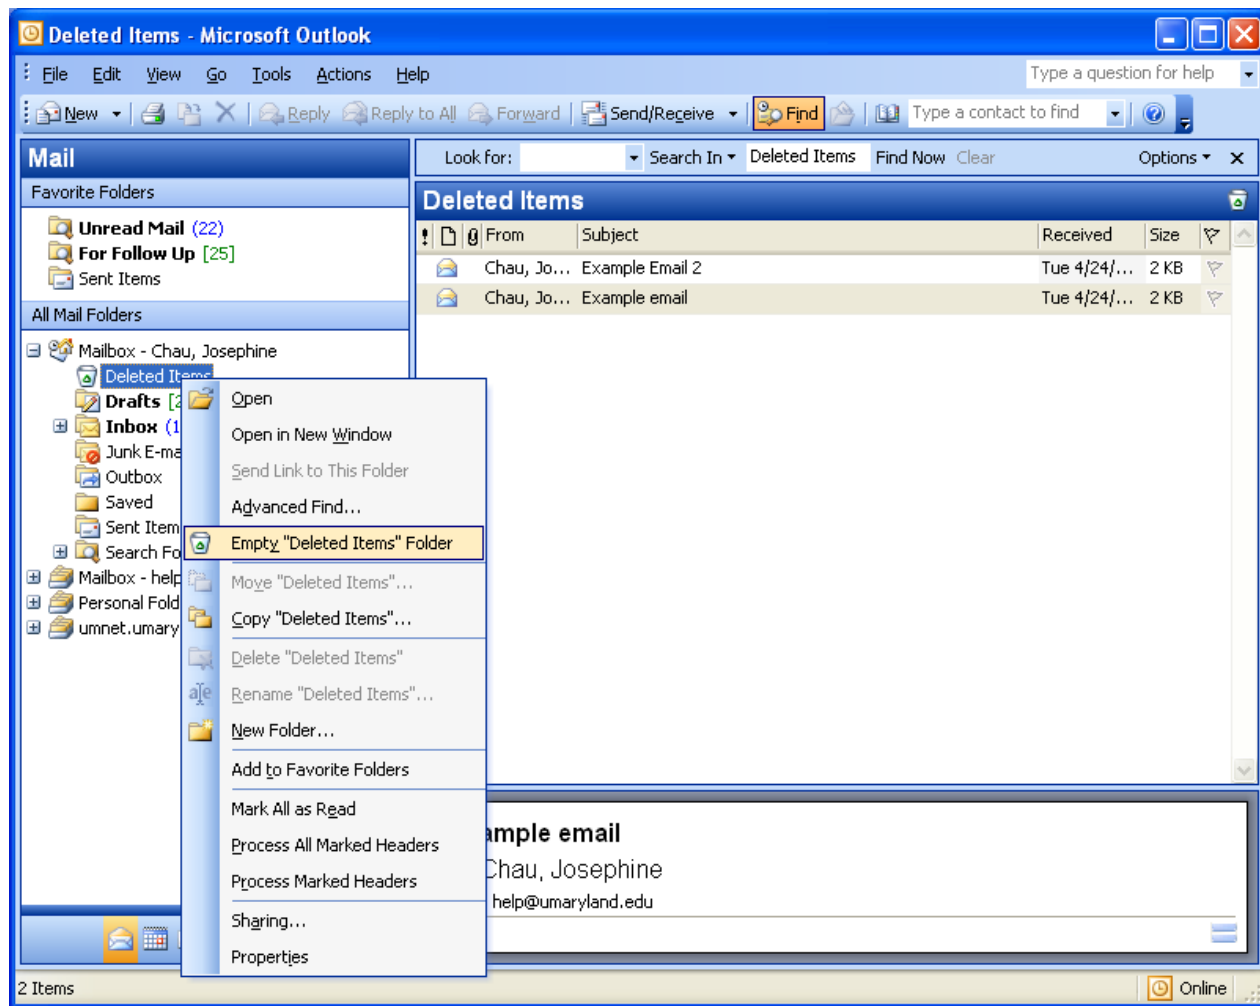 Deleted Items - Microsoft Outlook
File Edit View Go Tools Actions Help Type a question for help
New Reply Reply to All Forward Send/Receive Find Type a contact to find
Mail
Favorite Folders
Unread Mail (22)
For Follow Up [25]
Sent Items
All Mail Folders
Mailbox - Chau, Josephine
Deleted Items
Drafts [2
Inbox (1
Junk E-ma
Outbox
Saved
Sent Item
Search Fo
Mailbox - help
Personal Fold
umnet.umary
Look for: Search In Deleted Items Find Now Clear Options
Deleted Items
From Subject Received Size
Chau, Jo... Example Email 2 Tue 4/24/... 2 KB
Chau, Jo... Example email Tue 4/24/... 2 KB
Open
Open in New Window
Send Link to This Folder
Advanced Find...
Empty "Deleted Items" Folder
Move "Deleted Items"...
Copy "Deleted Items"...
Delete "Deleted Items"
Rename "Deleted Items"...
New Folder...
Add to Favorite Folders
Mark All as Read
Process All Marked Headers
Process Marked Headers
Sharing...
Properties
ample email
Chau, Josephine
help@umaryland.edu
2 Items Online